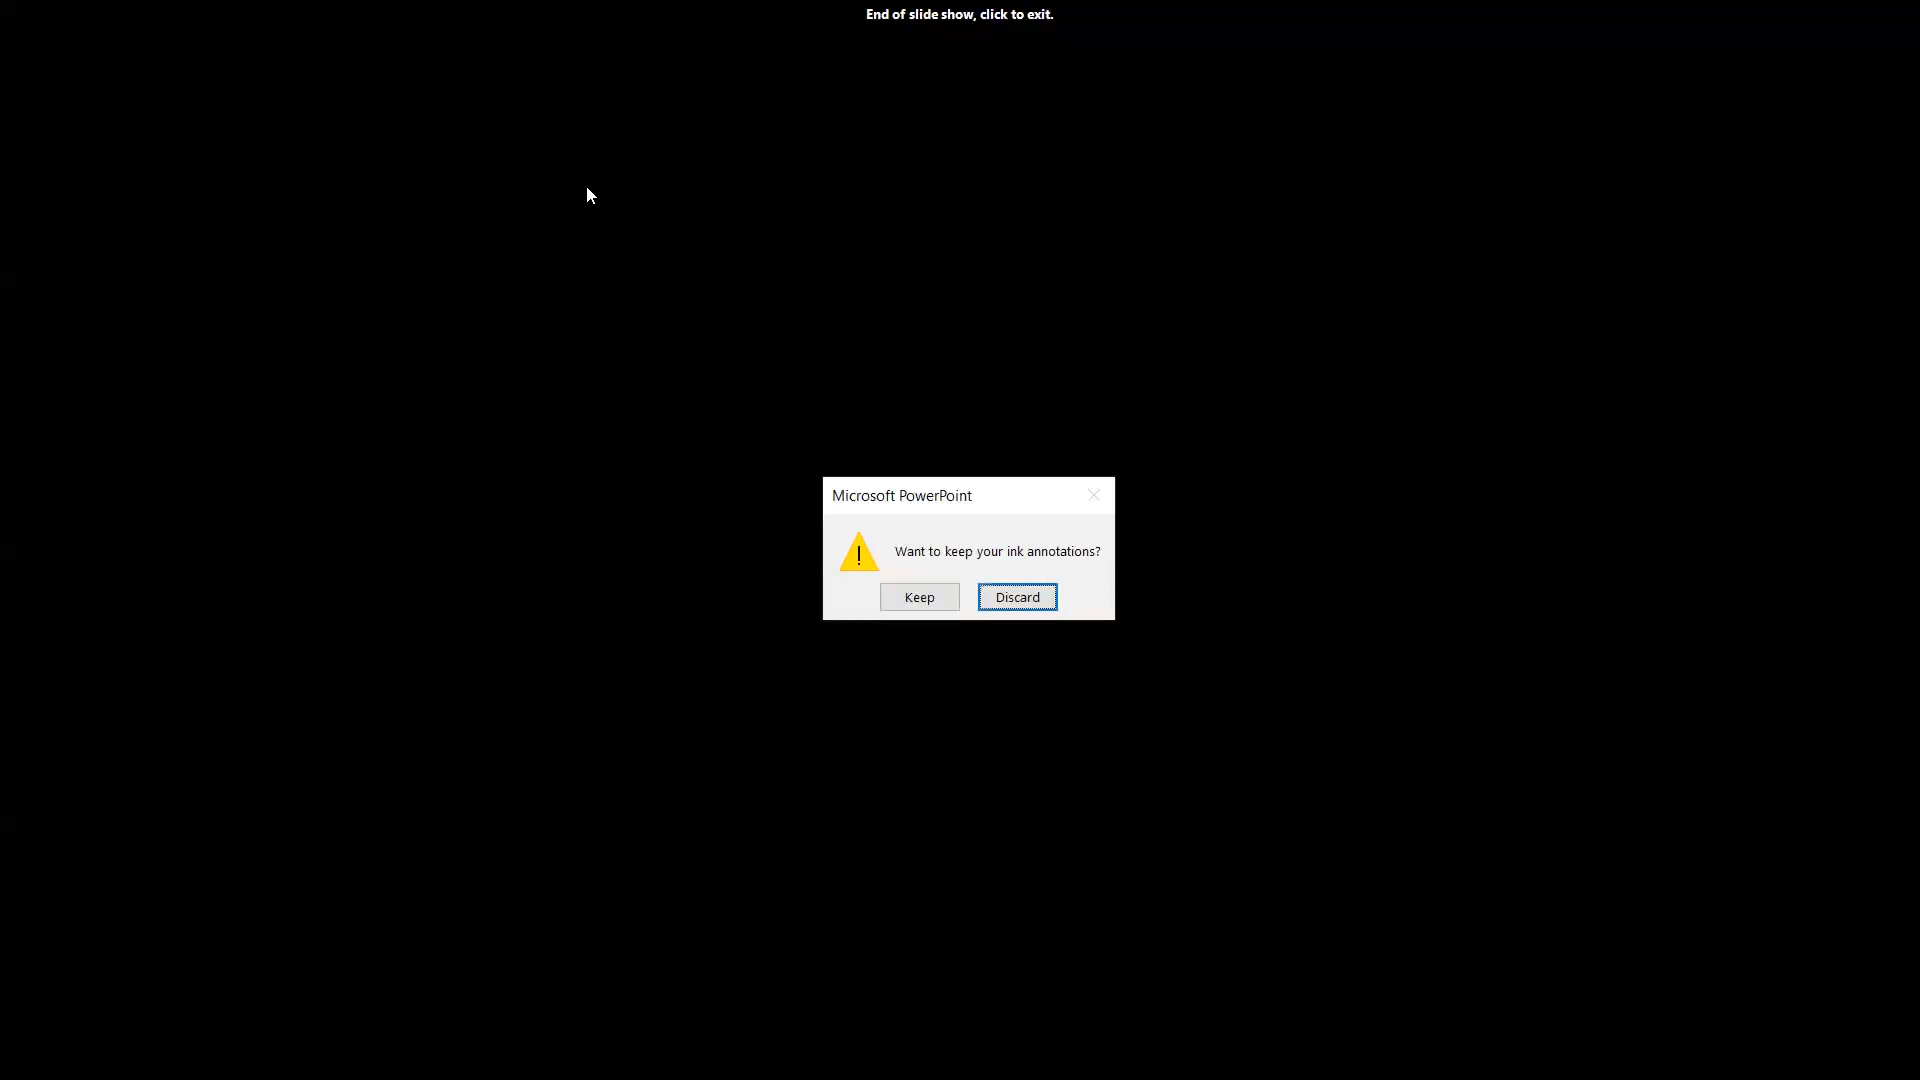 End of slide show, click to exit.
Microsoft PowerPoint
Want to keep your ink annotations?
Keep
Discard